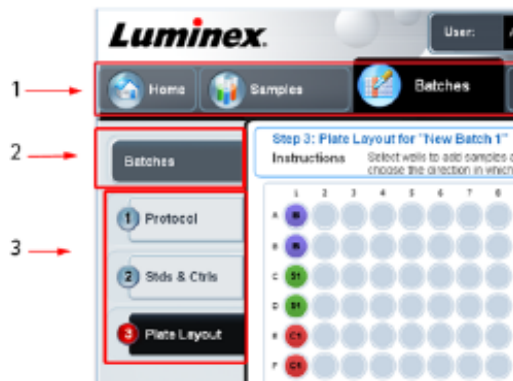 Luminex.
User:
1
Home
Samples
Batches
2
Batches
Step 3: Plate Layout for "New Batch 1"
Instructions
Select wells to add samples
choose the direction in which
1 2 3 4 5 6 7 8
3
1 Protocol
2 Stds & Ctrls
3 Plate Layout
A B
B B
C S1
D S1
E C1
F C1